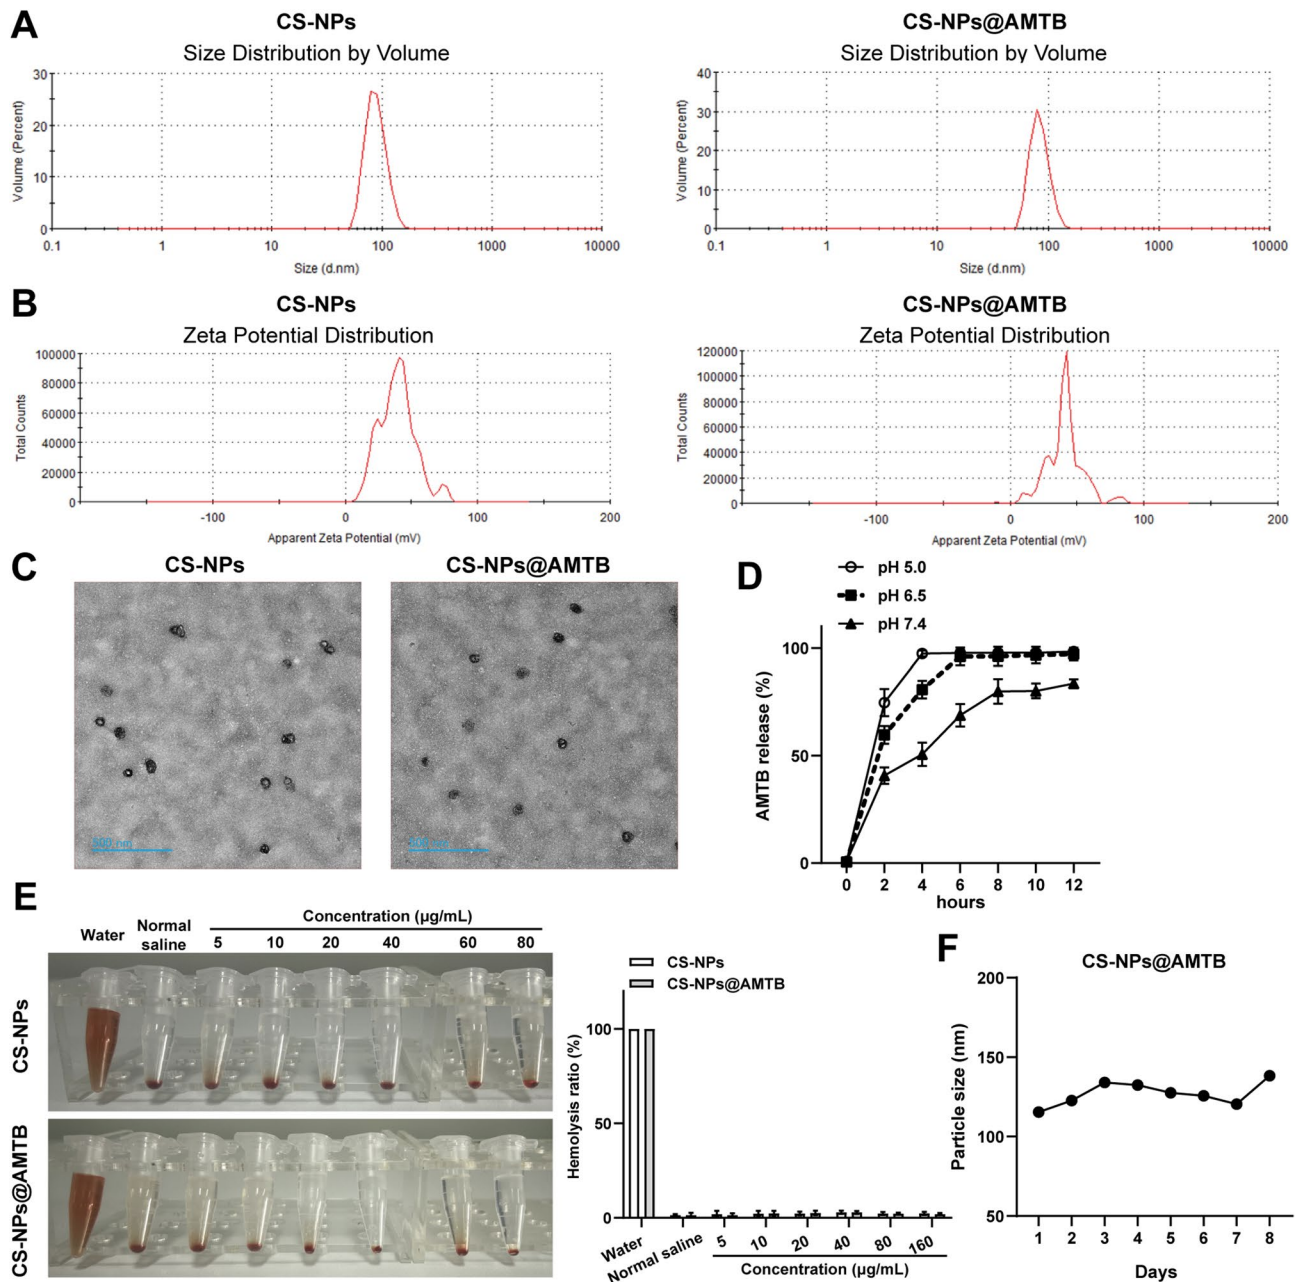 A
CS-NPs
Size Distribution by Volume
30
20
10
0
Volume (Percent)
0.1 1 10 100 1000 10000
Size (d.nm)
CS-NPs@AMTB
Size Distribution by Volume
40
30
20
10
0
Volume (Percent)
0.1 1 10 100 1000 10000
Size (d.nm)
B
CS-NPs
Zeta Potential Distribution
100000
80000
60000
40000
20000
0
Total Counts
-100 0 100 200
Apparent Zeta Potential (mV)
CS-NPs@AMTB
Zeta Potential Distribution
120000
100000
80000
60000
40000
20000
0
Total Counts
-100 0 100 200
Apparent Zeta Potential (mV)
C
CS-NPs
500 nm
CS-NPs@AMTB
500 nm
D
pH 5.0
pH 6.5
pH 7.4
100
50
0
AMTB release (%)
0 2 4 6 8 10 12
hours
E
Water
Normal
saline
Concentration (µg/mL)
5 10 20 40 60 80
CS-NPs
CS-NPs@AMTB
CS-NPs
CS-NPs@AMTB
100
50
0
Hemolysis ratio (%)
Water
Normal saline
5 10 20 40 80 160
Concentration (µg/mL)
F
CS-NPs@AMTB
200
150
100
50
Particle size (nm)
1 2 3 4 5 6 7 8
Days